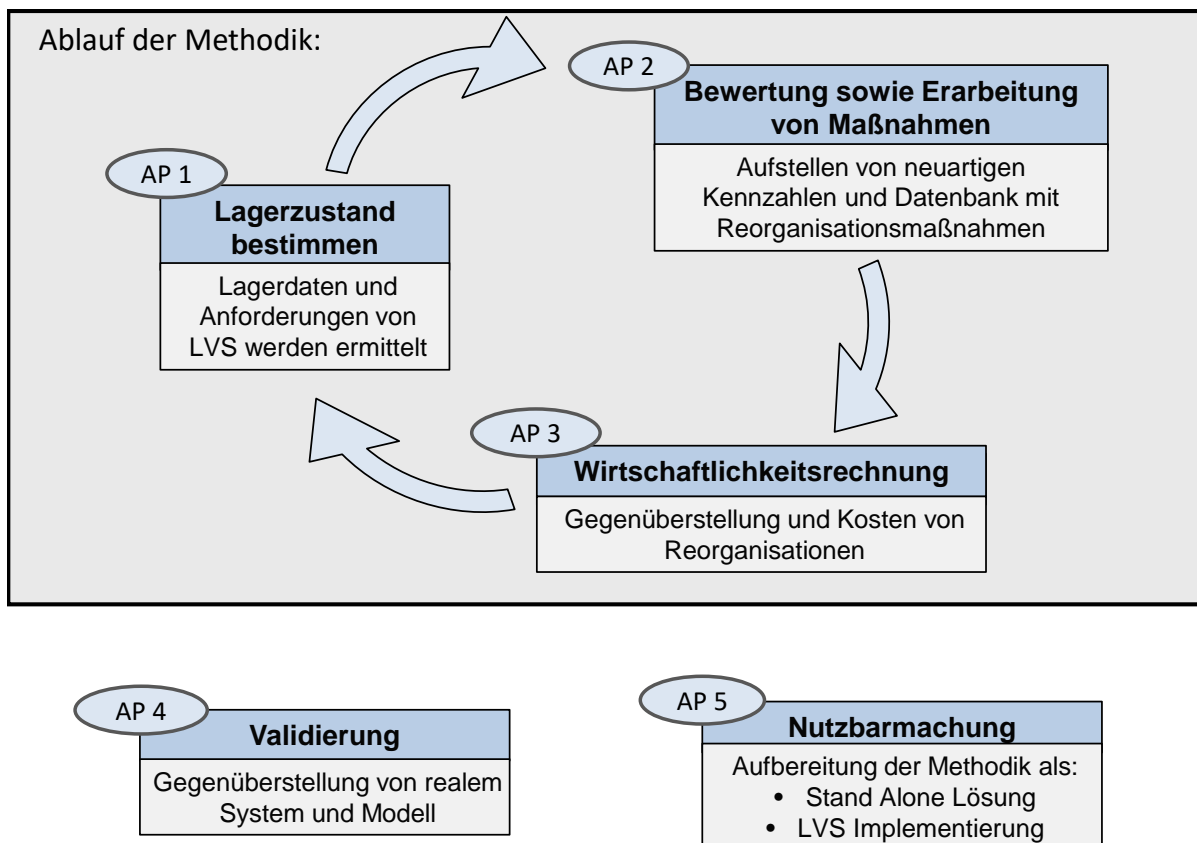 Ablauf der Methodik:
AP 1
Lagerzustand
bestimmen
Lagerdaten und
Anforderungen von
LVS werden ermittelt
AP 2
Bewertung sowie Erarbeitung
von Maßnahmen
Aufstellen von neuartigen
Kennzahlen und Datenbank mit
Reorganisationsmaßnahmen
AP 3
Wirtschaftlichkeitsrechnung
Gegenüberstellung und Kosten von
Reorganisationen
AP 4
Validierung
Gegenüberstellung von realem
System und Modell
AP 5
Nutzbarmachung
Aufbereitung der Methodik als:
• Stand Alone Lösung
• LVS Implementierung